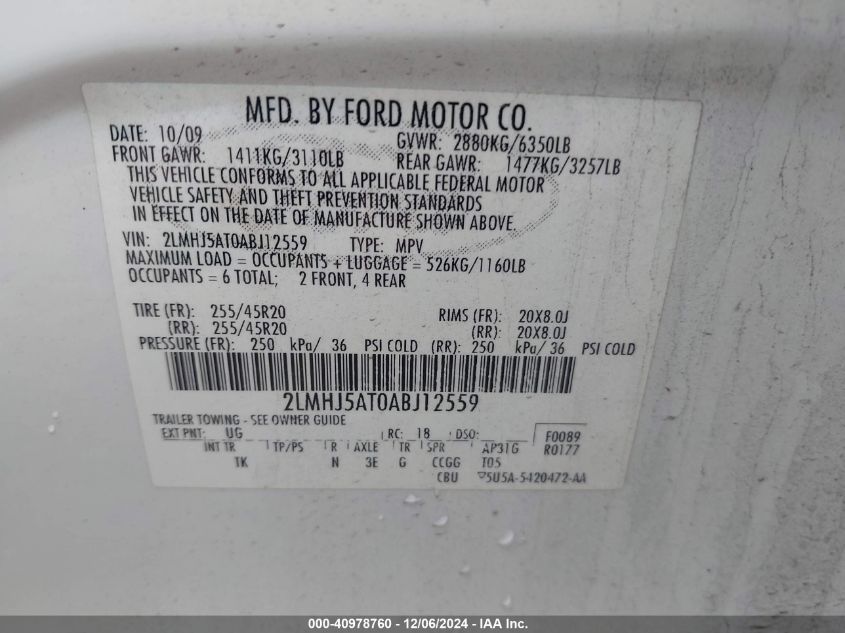 MFD. BY FORD MOTOR CO.
DATE: 10/09 GVWR: 2880KG/6350LB
FRONT GAWR: 1411KG/3110LB REAR GAWR: 1477KG/3257LB
THIS VEHICLE CONFORMS TO ALL APPLICABLE FEDERAL MOTOR
VEHICLE SAFETY AND THEFT PREVENTION STANDARDS
IN EFFECT ON THE DATE OF MANUFACTURE SHOWN ABOVE.
VIN: 2LMHJ5AT0ABJ12559 TYPE: MPV
MAXIMUM LOAD = OCCUPANTS + LUGGAGE = 526KG/1160LB
OCCUPANTS = 6 TOTAL; 2 FRONT, 4 REAR
TIRE (FR): 255/45R20 RIMS (FR): 20X8.0J
(RR): 255/45R20 (RR): 20X8.0J
PRESSURE (FR): 250 kPa/ 36 PSI COLD (RR): 250 kPa/ 36 PSI COLD
2LMHJ5AT0ABJ12559
TRAILER TOWING - SEE OWNER GUIDE
EXT PNT: UG RC: 18 DSO: F0089
INT TR TP/PS R AXLE TR SPR AP31G R0177
TK N 3E G CCGG T05
CBU 5U5A-5420472-AA
000-40978760 - 12/06/2024 - IAA Inc.